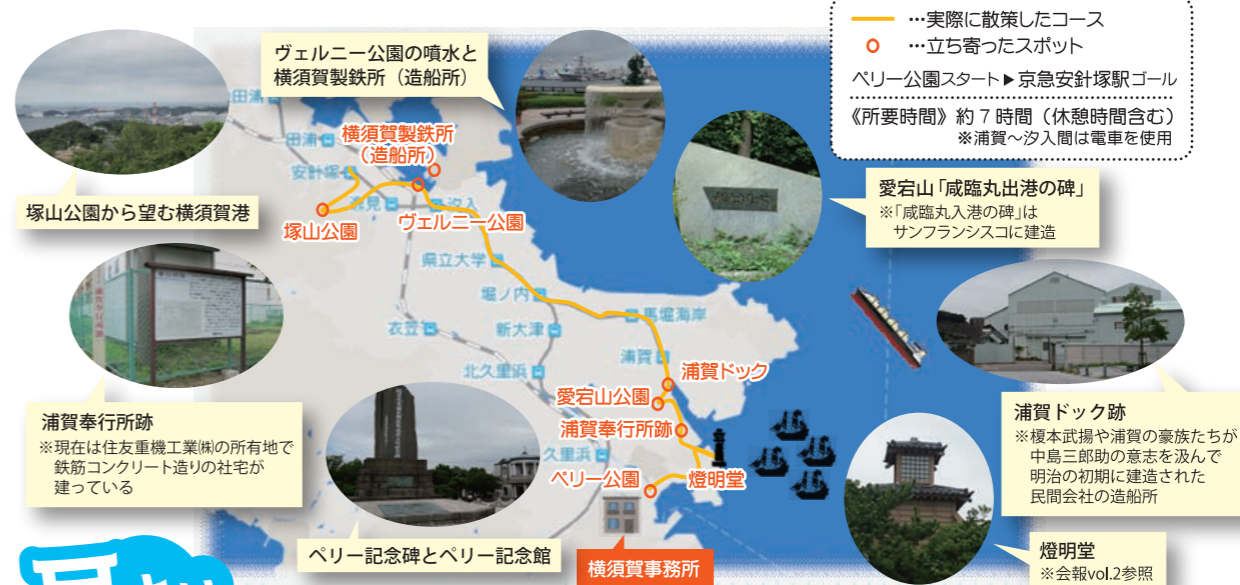 …実際に散策したコース
…立ち寄ったスポット
ペリー公園スタート▶京急安針塚駅ゴール
《所要時間》約7時間（休憩時間含む）
※浦賀～汐入間は電車を使用
ヴェルニー公園の噴水と
横須賀製鉄所（造船所）
塚山公園から望む横須賀港
愛宕山「咸臨丸出港の碑」
※「咸臨丸入港の碑」は
サンフランシスコに建造
田浦
横須賀製鉄所
（造船所）
安針塚
汐入
塚山公園
ヴェルニー公園
県立大学
堀ノ内
馬堀海岸
衣笠
新大津
浦賀
北久里浜
浦賀ドック
愛宕山公園
浦賀奉行所跡
久里浜
ペリー公園
燈明堂
横須賀事務所
浦賀奉行所跡
※現在は住友重機工業㈱の所有地で
鉄筋コンクリート造りの社宅が
建っている
ペリー記念碑とペリー記念館
浦賀ドック跡
※榎本武揚や浦賀の豪族たちが
中島三郎助の意志を汲んで
明治の初期に建造された
民間会社の造船所
燈明堂
※会報vol.2参照